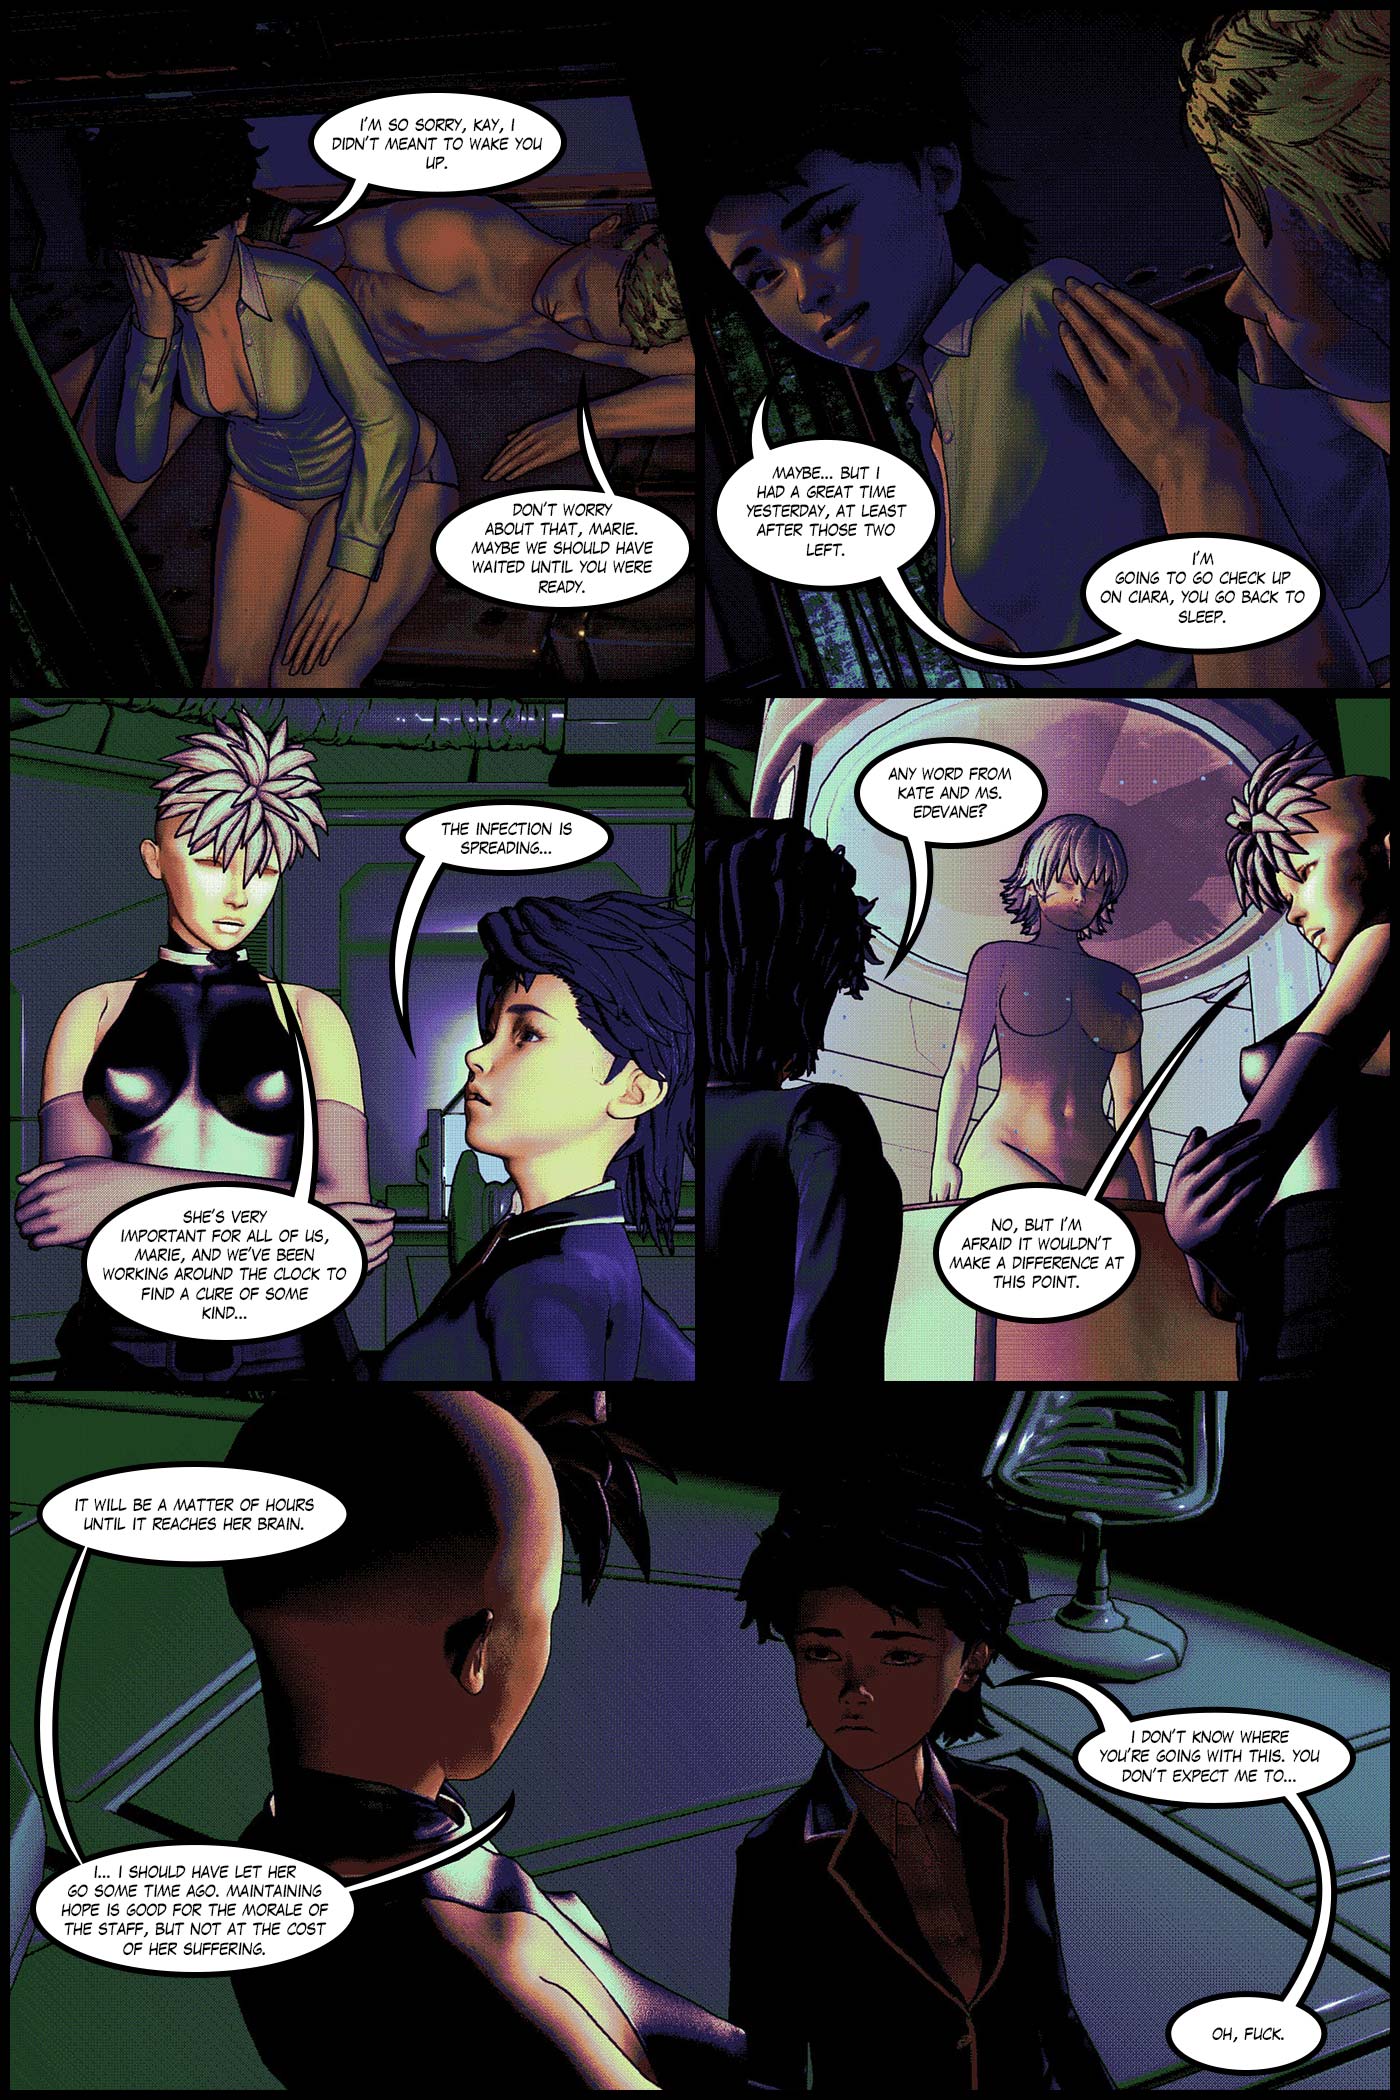 I'M SO SORRY, KAY, I
DIDN'T MEANT TO WAKE YOU
UP.
DON'T WORRY
ABOUT THAT, MARIE.
MAYBE WE SHOULD HAVE
WAITED UNTIL YOU WERE
READY.
MAYBE... BUT I
HAD A GREAT TIME
YESTERDAY, AT LEAST
AFTER THOSE TWO
LEFT.
I'M
GOING TO GO CHECK UP
ON CIARA, YOU GO BACK TO
SLEEP.
THE INFECTION IS
SPREADING...
SHE'S VERY
IMPORTANT FOR ALL OF US,
MARIE, AND WE'VE BEEN
WORKING AROUND THE CLOCK TO
FIND A CURE OF SOME
KIND...
ANY WORD FROM
KATE AND MS.
EDEVANE?
NO, BUT I'M
AFRAID IT WOULDN'T
MAKE A DIFFERENCE AT
THIS POINT.
IT WILL BE A MATTER OF HOURS
UNTIL IT REACHES HER BRAIN.
I... I SHOULD HAVE LET HER
GO SOME TIME AGO. MAINTAINING
HOPE IS GOOD FOR THE MORALE OF
THE STAFF, BUT NOT AT THE COST
OF HER SUFFERING.
I DON'T KNOW WHERE
YOU'RE GOING WITH THIS. YOU
DON'T EXPECT ME TO...
OH, FUCK.